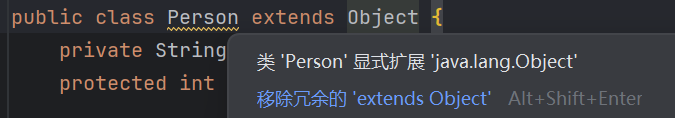 public class Person extends Object {
private String
protected int
类 'Person' 显式扩展 'java.lang.Object'
移除冗余的 'extends Object' Alt+Shift+Enter